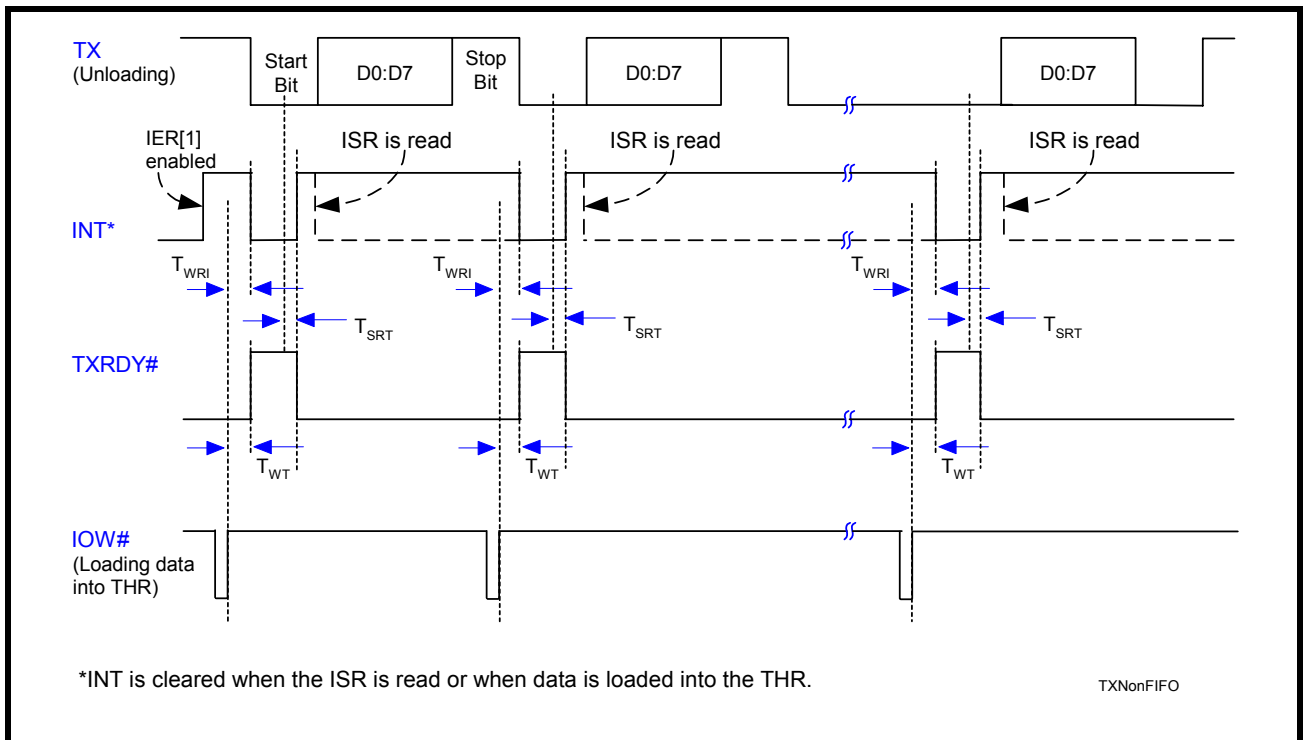 TX
(Unloading)
Start
Bit
D0:D7
Stop
Bit
D0:D7
D0:D7
IER[1]
enabled
ISR is read
ISR is read
ISR is read
INT*
TWRI
TWRI
TWRI
TSRT
TSRT
TSRT
TXRDY#
TWT
TWT
TWT
IOW#
(Loading data
into THR)
*INT is cleared when the ISR is read or when data is loaded into the THR.
TXNonFIFO